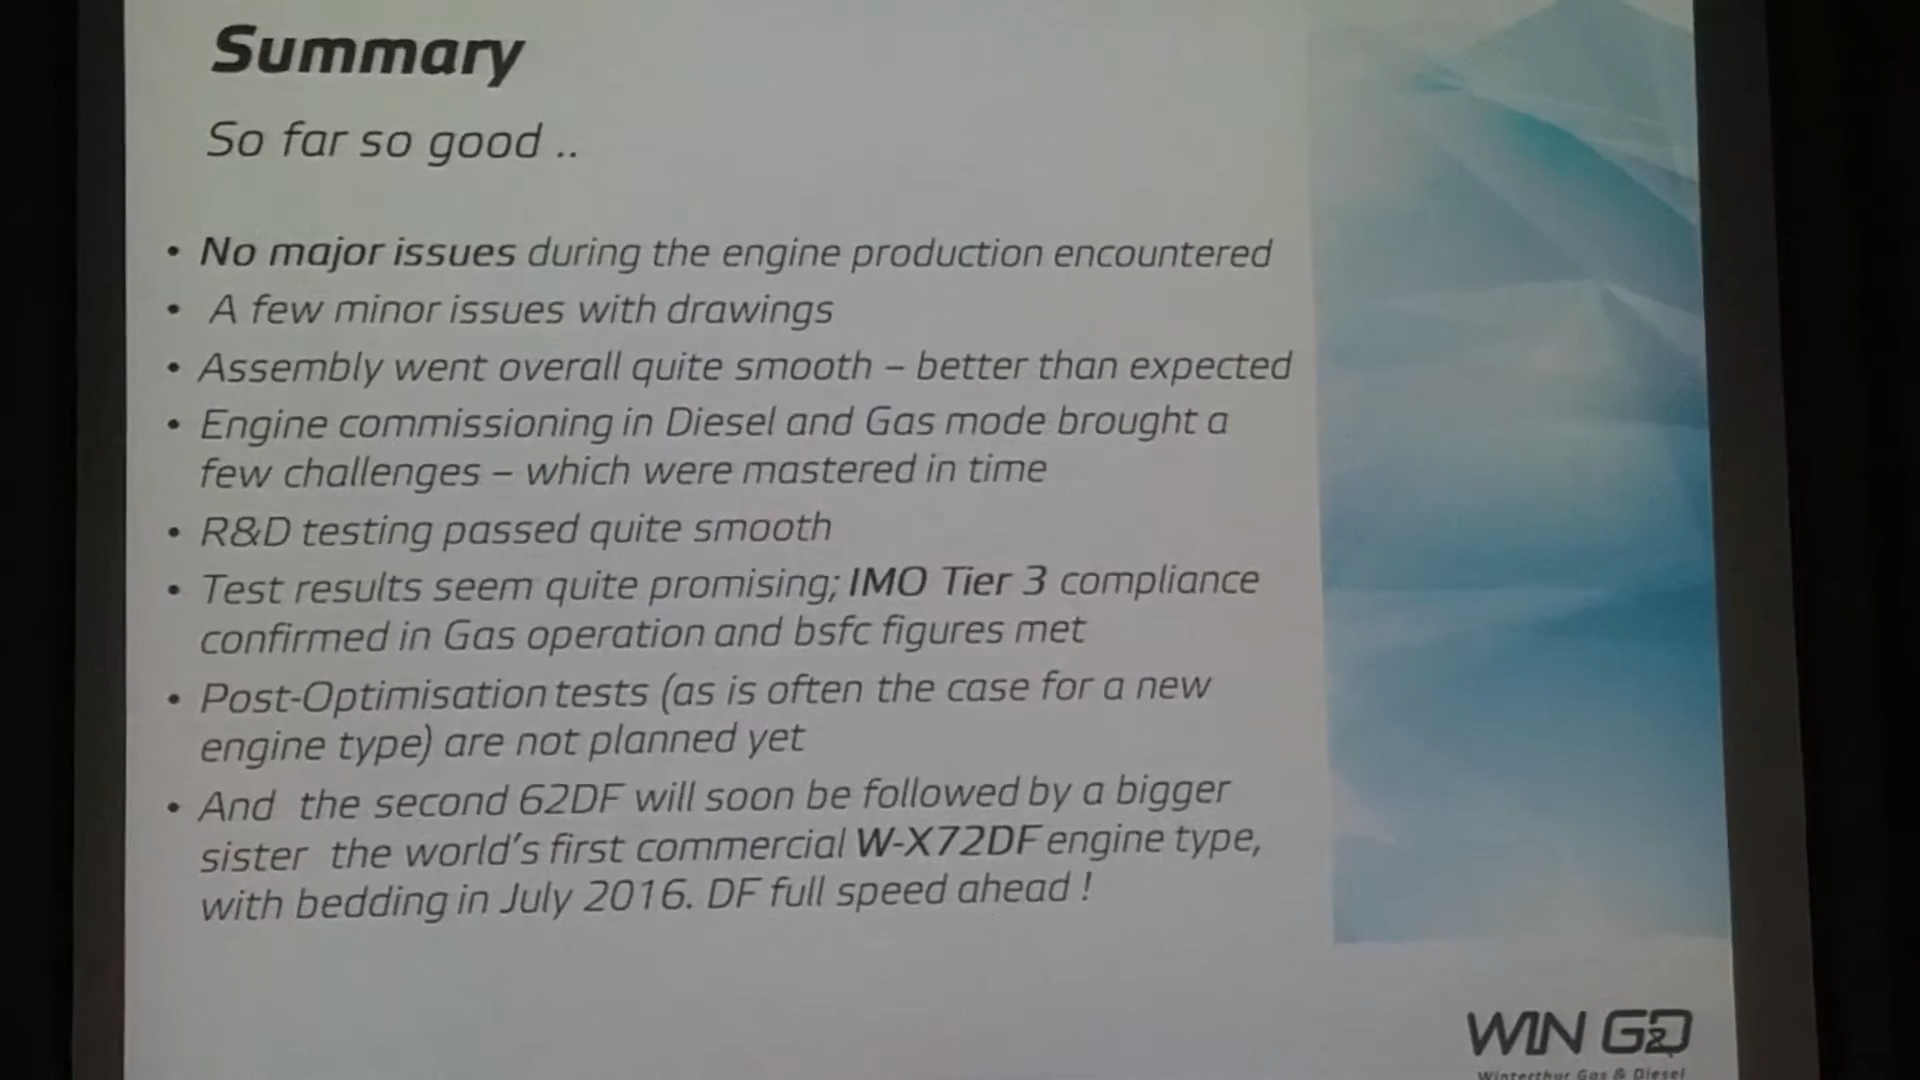 Summary
So far so good ..
• No major issues during the engine production encountered
• A few minor issues with drawings
• Assembly went overall quite smooth – better than expected
• Engine commissioning in Diesel and Gas mode brought a
few challenges – which were mastered in time
• R&D testing passed quite smooth
• Test results seem quite promising; IMO Tier 3 compliance
confirmed in Gas operation and bsfc figures met
• Post-Optimisation tests (as is often the case for a new
engine type) are not planned yet
• And the second 62DF will soon be followed by a bigger
sister the world's first commercial W-X72DF engine type,
with bedding in July 2016. DF full speed ahead !
WIN G&D
Winterthur Gas & Diesel